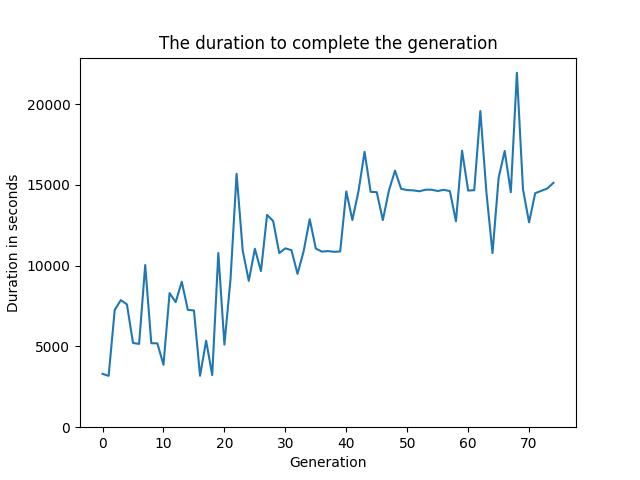 The duration to complete the generation
Duration in seconds
20000
15000
10000
5000
0
0 10 20 30 40 50 60 70
Generation